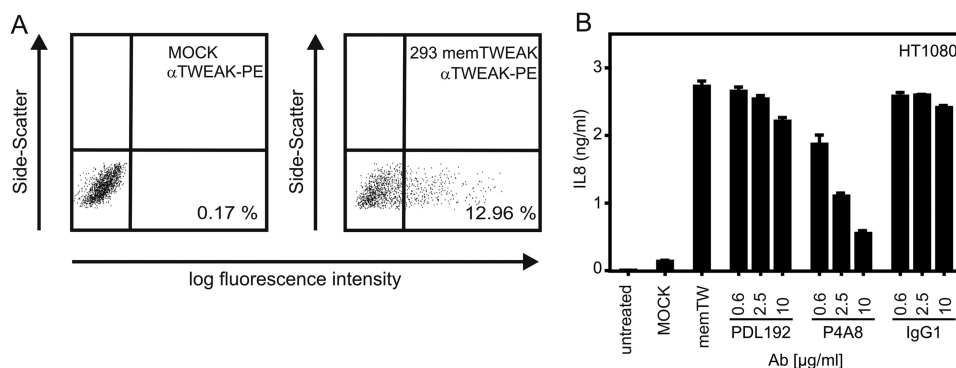 A
MOCK
αTWEAK-PE
0.17 %
Side-Scatter
293 memTWEAK
αTWEAK-PE
12.96 %
Side-Scatter
log fluorescence intensity
B
HT1080
IL8 (ng/ml)
3
2
1
0
untreated
MOCK
memTW
0.6
2.5
10
PDL192
0.6
2.5
10
P4A8
0.6
2.5
10
IgG1
Ab [µg/ml]